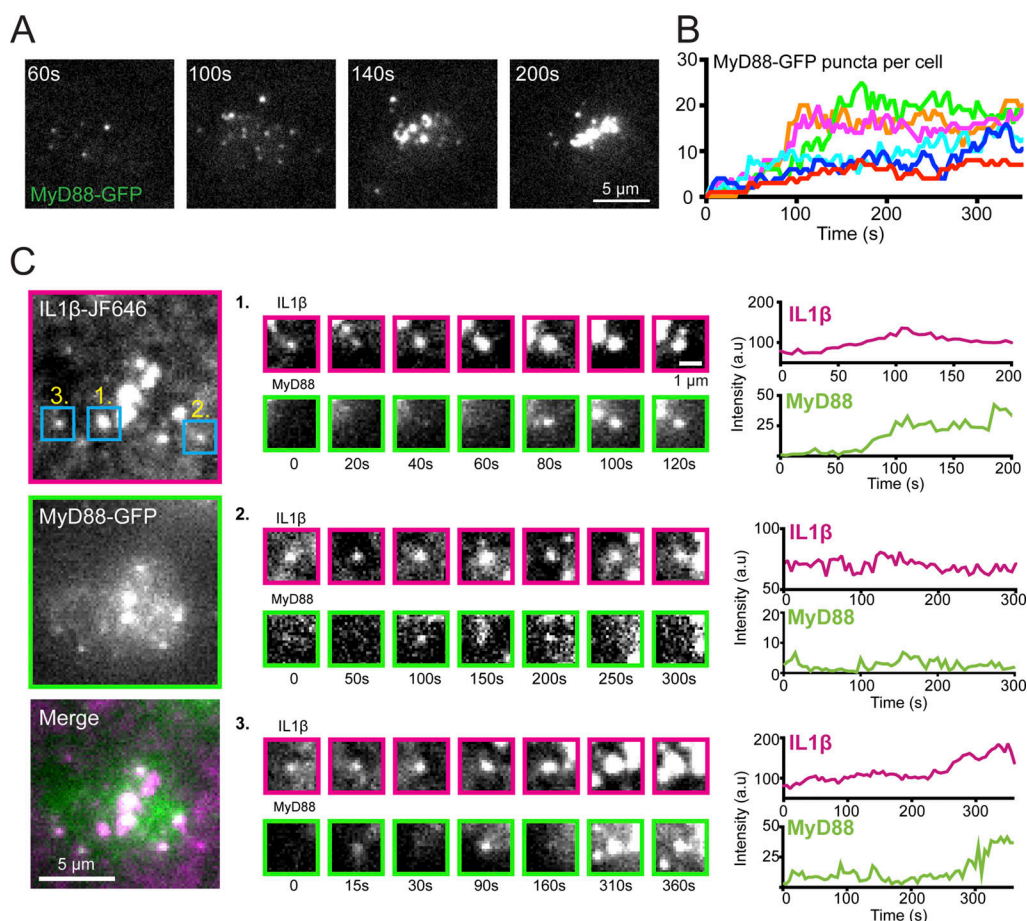 A
60s
100s
140s
200s
MyD88-GFP
5 µm
B
MyD88-GFP puncta per cell
30
20
10
0
0
100
200
300
Time (s)
C
IL1β-JF646
3.
1.
2.
MyD88-GFP
Merge
5 µm
1.
IL1β
1 µm
MyD88
0 20s 40s 60s 80s 100s 120s
Intensity (a.u)
200
100
IL1β
0 50 100 150 200
50
25
0
MyD88
0 50 100 150 200
Time (s)
2.
IL1β
MyD88
0 50s 100s 150s 200s 250s 300s
Intensity (a.u)
100
50
IL1β
0 100 200 300
20
10
0
MyD88
0 100 200 300
Time (s)
3.
IL1β
MyD88
0 15s 30s 90s 160s 310s 360s
Intensity (a.u)
200
100
IL1β
0 100 200 300
50
25
MyD88
0 100 200 300
Time (s)